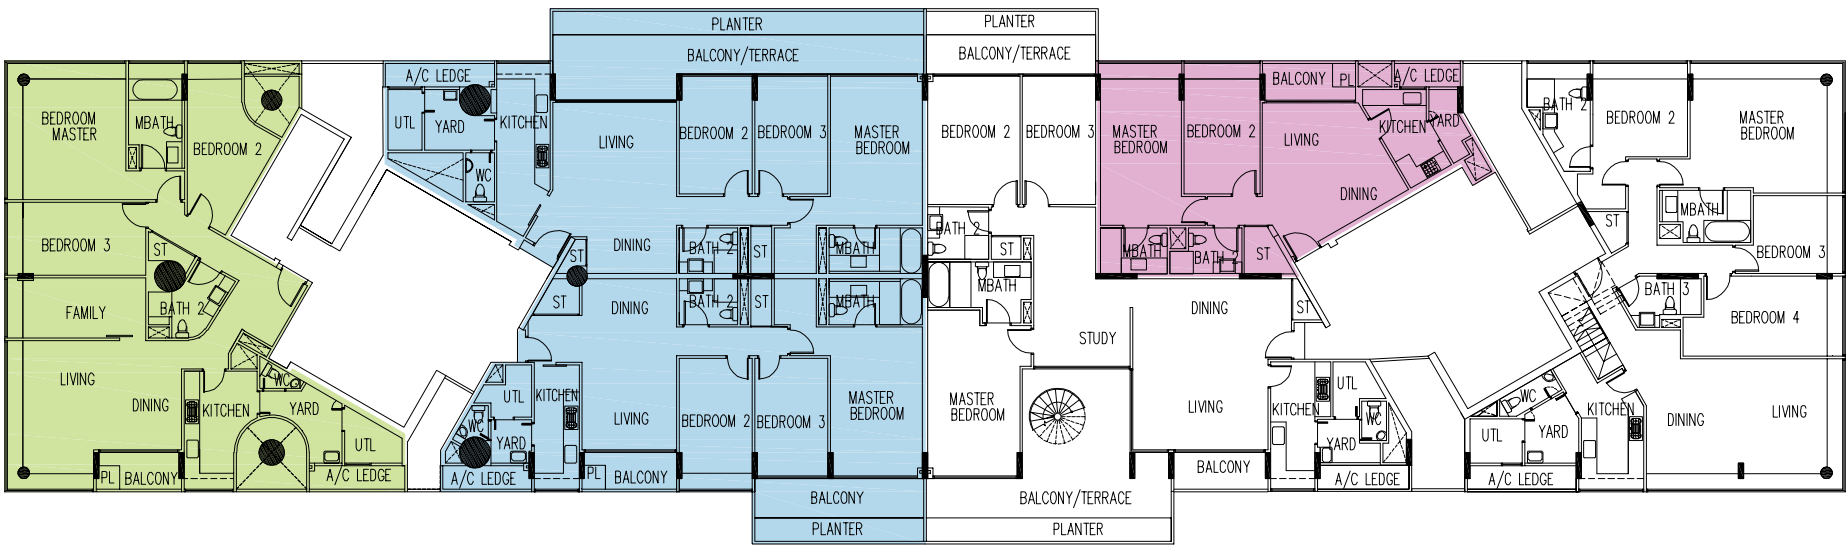 PLANTER
BALCONY/TERRACE
PLANTER
BALCONY/TERRACE
BEDROOM
MASTER
MBATH
BEDROOM 2
BEDROOM 3
ST
BATH 2
FAMILY
LIVING
DINING
KITCHEN
WC
YARD
UTL
PL
BALCONY
A/C LEDGE
A/C LEDGE
UTL
YARD
KITCHEN
WC
LIVING
BEDROOM 2
BEDROOM 3
MASTER
BEDROOM
DINING
ST
BATH 2
ST
MBATH
ST
DINING
BATH 2
ST
MBATH
UTL
KITCHEN
WC
YARD
LIVING
BEDROOM 2
BEDROOM 3
MASTER
BEDROOM
A/C LEDGE
PL
BALCONY
BALCONY
PLANTER
BEDROOM 2
BEDROOM 3
BATH 2
ST
MBATH
STUDY
MASTER
BEDROOM
DINING
ST
LIVING
KITCHEN
UTL
WC
YARD
A/C LEDGE
BALCONY
BALCONY/TERRACE
PLANTER
BALCONY
PL
A/C LEDGE
MASTER
BEDROOM
BEDROOM 2
LIVING
KITCHEN
YARD
DINING
MBATH
BATH 2
ST
BATH 2
BEDROOM 2
MASTER
BEDROOM
ST
MBATH
BEDROOM 3
BATH 3
BEDROOM 4
WC
KITCHEN
UTL
YARD
DINING
LIVING
A/C LEDGE